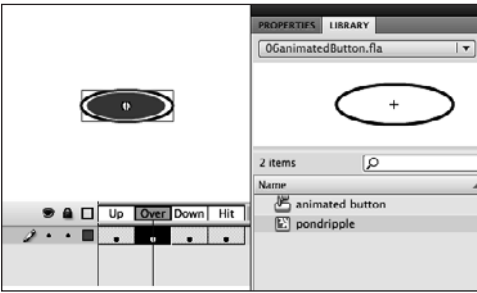 PROPERTIES LIBRARY
0GanimatedButton.fla
2 items
Name
animated button
pondripple
Up Over Down Hit